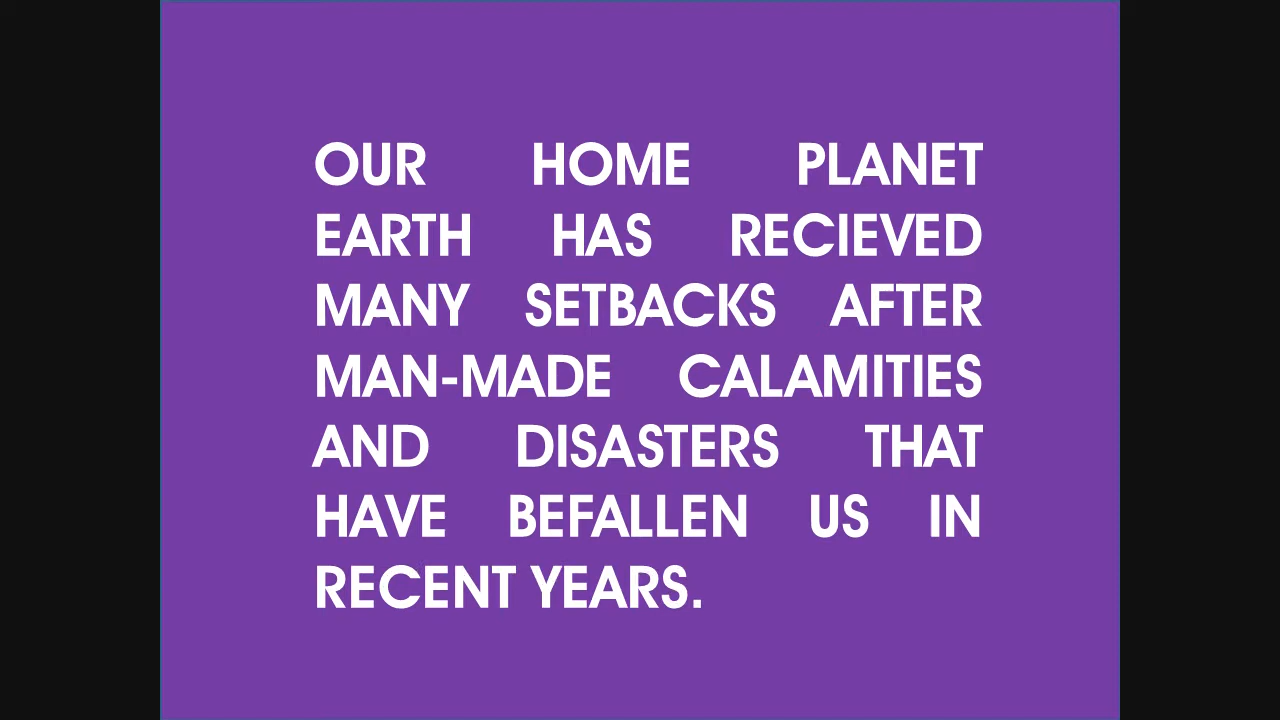 OUR HOME PLANET
EARTH HAS RECIEVED
MANY SETBACKS AFTER
MAN-MADE CALAMITIES
AND DISASTERS THAT
HAVE BEFALLEN US IN
RECENT YEARS.